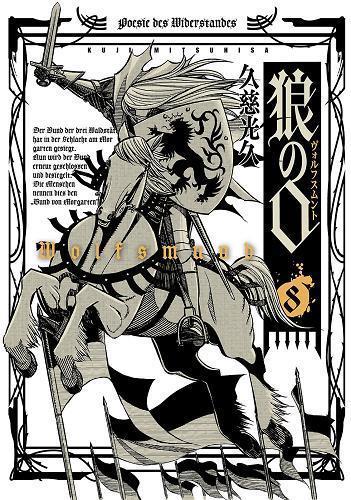 Poesie des Widerstandes
KUJI MITSUHISA
久慈光久
狼の口
ヴォルフスムント
Der Bund der drei Waldstät
hat in der Schlacht am Mor
garten gesiegt.
Nun wird der Bund
erneut geschlossen
und besiegelt.
Die Menschen
nennen dies den
„Bund von Morgarten“.
Wolfsmund
8